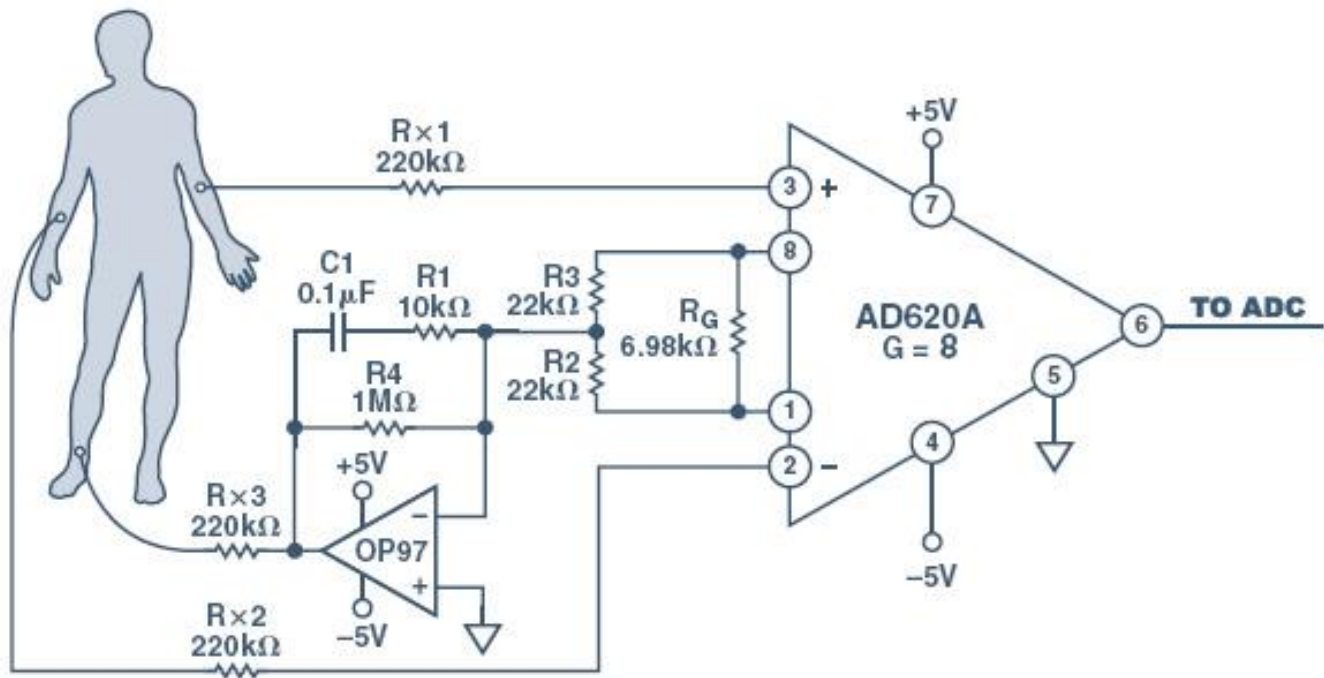 R×1
220kΩ
+5V
3
+
7
8
C1
0.1μF
R1
10kΩ
R3
22kΩ
RG
6.98kΩ
AD620A
G = 8
6
TO ADC
R4
1MΩ
R2
22kΩ
5
1
4
2
–
+5V
R×3
220kΩ
–
OP97
+
–5V
–5V
R×2
220kΩ